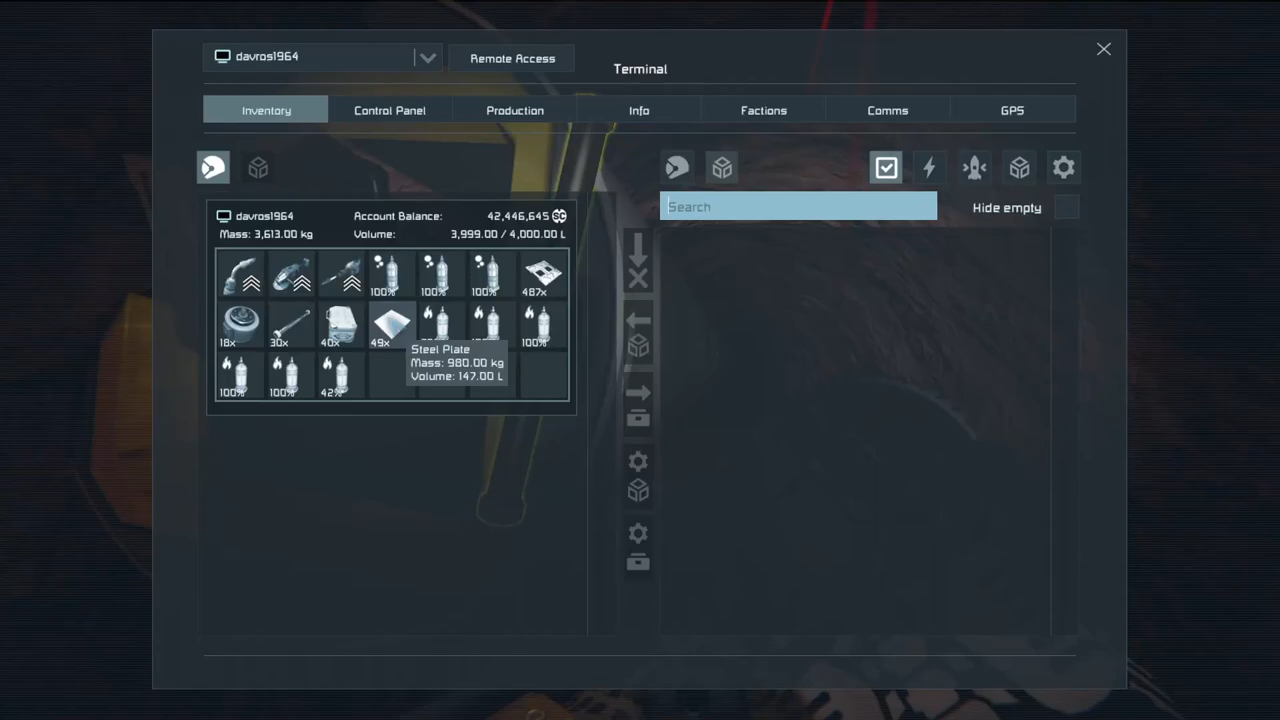 davros1964
Remote Access
Terminal
Inventory
Control Panel
Production
Info
Factions
Comms
GPS
Search
Hide empty
davros1964
Account Balance:
42,446,645 SC
Mass: 3,613.00 kg
Volume:
3,999.00 / 4,000.00 L
100%
100%
100%
487x
18x
30x
40x
49x
100%
Steel Plate
Mass: 980.00 kg
Volume: 147.00 L
100%
100%
42%